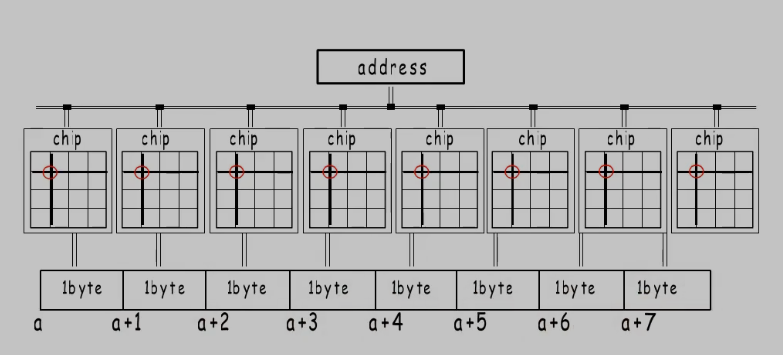 address
chip chip chip chip chip chip chip chip
1byte 1byte 1byte 1byte 1byte 1byte 1byte 1byte
a a+1 a+2 a+3 a+4 a+5 a+6 a+7